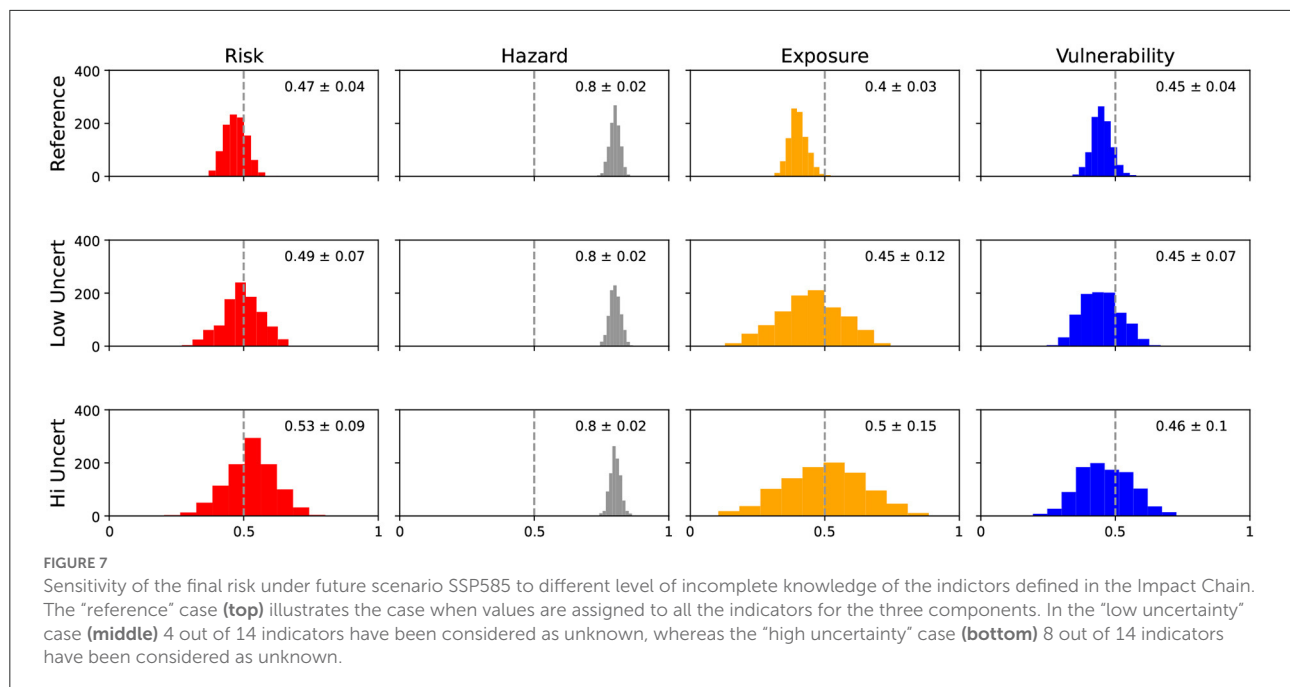 Risk Hazard Exposure Vulnerability
Reference
400
200
0
0.47 ± 0.04 0.8 ± 0.02 0.4 ± 0.03 0.45 ± 0.04
Low Uncert
400
200
0
0.49 ± 0.07 0.8 ± 0.02 0.45 ± 0.12 0.45 ± 0.07
Hi Uncert
400
200
0
0.53 ± 0.09 0.8 ± 0.02 0.5 ± 0.15 0.46 ± 0.1
0 0.5 1 0 0.5 1 0 0.5 1 0 0.5 1
FIGURE 7
Sensitivity of the final risk under future scenario SSP585 to different level of incomplete knowledge of the indictors defined in the Impact Chain.
The “reference” case (top) illustrates the case when values are assigned to all the indicators for the three components. In the “low uncertainty”
case (middle) 4 out of 14 indicators have been considered as unknown, whereas the “high uncertainty” case (bottom) 8 out of 14 indicators
have been considered as unknown.